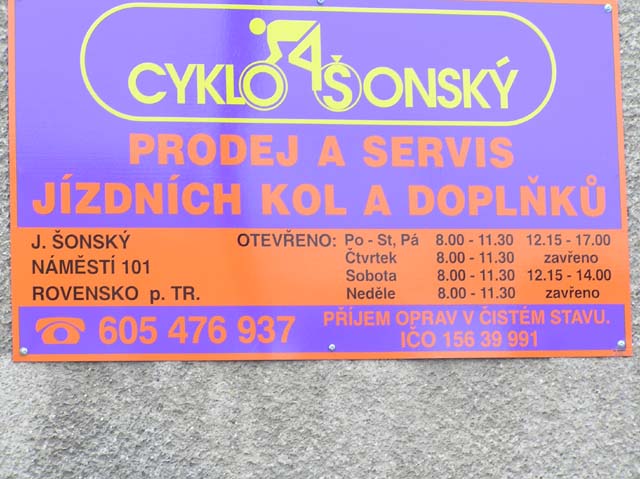 CYKLO ŠONSKÝ
PRODEJ A SERVIS
JÍZDNÍCH KOL A DOPLŇKŮ
J. ŠONSKÝ OTEVŘENO: Po - St, Pá 8.00 - 11.30 12.15 - 17.00
Čtvrtek 8.00 - 11.30 zavřeno
NÁMĚSTÍ 101 Sobota 8.00 - 11.30 12.15 - 14.00
ROVENSKO p. TR. Neděle 8.00 - 11.30 zavřeno
605 476 937 PŘÍJEM OPRAV V ČISTÉM STAVU.
IČO 156 39 991